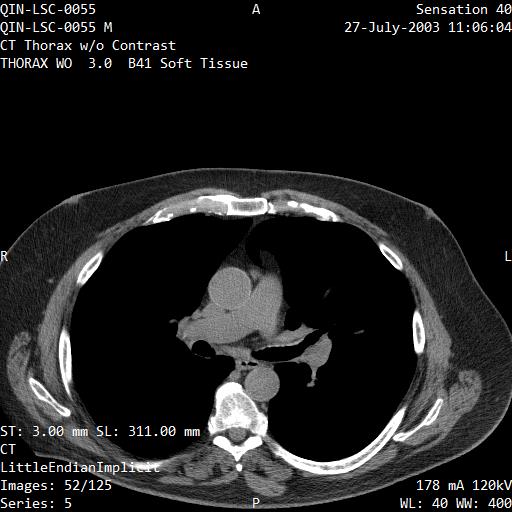 QIN-LSC-0055 A Sensation 40
QIN-LSC-0055 M 27-July-2003 11:06:04
CT Thorax w/o Contrast
THORAX WO 3.0 B41 Soft Tissue
R L
ST: 3.00 mm SL: 311.00 mm
CT
LittleEndianImplicit
Images: 52/125 178 mA 120kV
Series: 5 P WL: 40 WW: 400